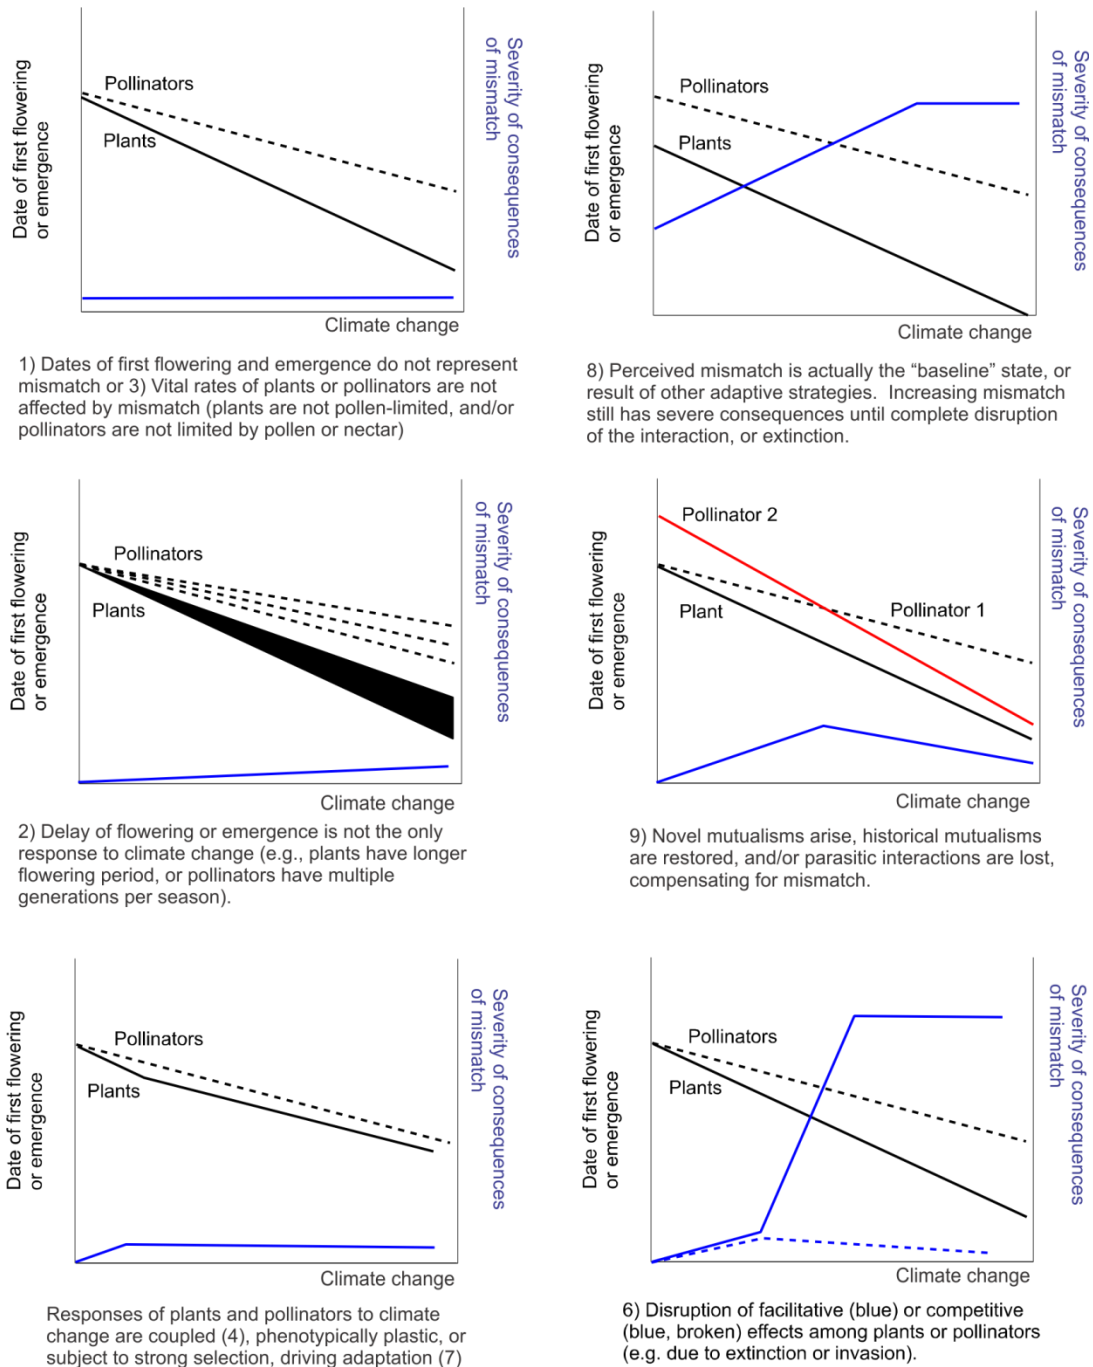 Date of first flowering
or emergence
Pollinators
Plants
Severity of consequences
of mismatch
Climate change
1) Dates of first flowering and emergence do not represent
mismatch or 3) Vital rates of plants or pollinators are not
affected by mismatch (plants are not pollen-limited, and/or
pollinators are not limited by pollen or nectar)
Date of first flowering
or emergence
Pollinators
Plants
Severity of consequences
of mismatch
Climate change
8) Perceived mismatch is actually the “baseline” state, or
result of other adaptive strategies.  Increasing mismatch
still has severe consequences until complete disruption
of the interaction, or extinction.
Date of first flowering
or emergence
Pollinators
Plants
Severity of consequences
of mismatch
Climate change
2) Delay of flowering or emergence is not the only
response to climate change (e.g., plants have longer
flowering period, or pollinators have multiple
generations per season).
Date of first flowering
or emergence
Pollinator 2
Plant
Pollinator 1
Severity of consequences
of mismatch
Climate change
9) Novel mutualisms arise, historical mutualisms
are restored, and/or parasitic interactions are lost,
compensating for mismatch.
Date of first flowering
or emergence
Pollinators
Plants
Severity of consequences
of mismatch
Climate change
Responses of plants and pollinators to climate
change are coupled (4), phenotypically plastic, or
subject to strong selection, driving adaptation (7)
Date of first flowering
or emergence
Pollinators
Plants
Severity of consequences
of mismatch
Climate change
6) Disruption of facilitative (blue) or competitive
(blue, broken) effects among plants or pollinators
(e.g. due to extinction or invasion).